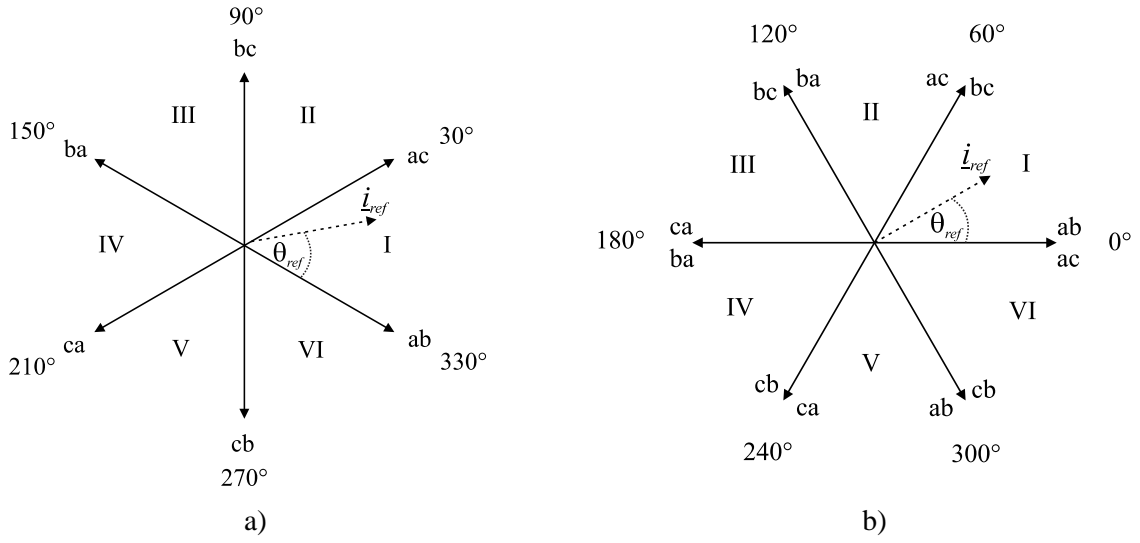 90°
bc
III
II
150°
ba
30°
ac
i_ref
IV
θ_ref
I
ca
V
VI
ab
210°
330°
cb
270°
a)
120°
60°
bc ba
ac bc
II
III
i_ref
I
θ_ref
180°
ca
ba
ab
ac
0°
IV
VI
V
cb
ca
ab
cb
240°
300°
b)